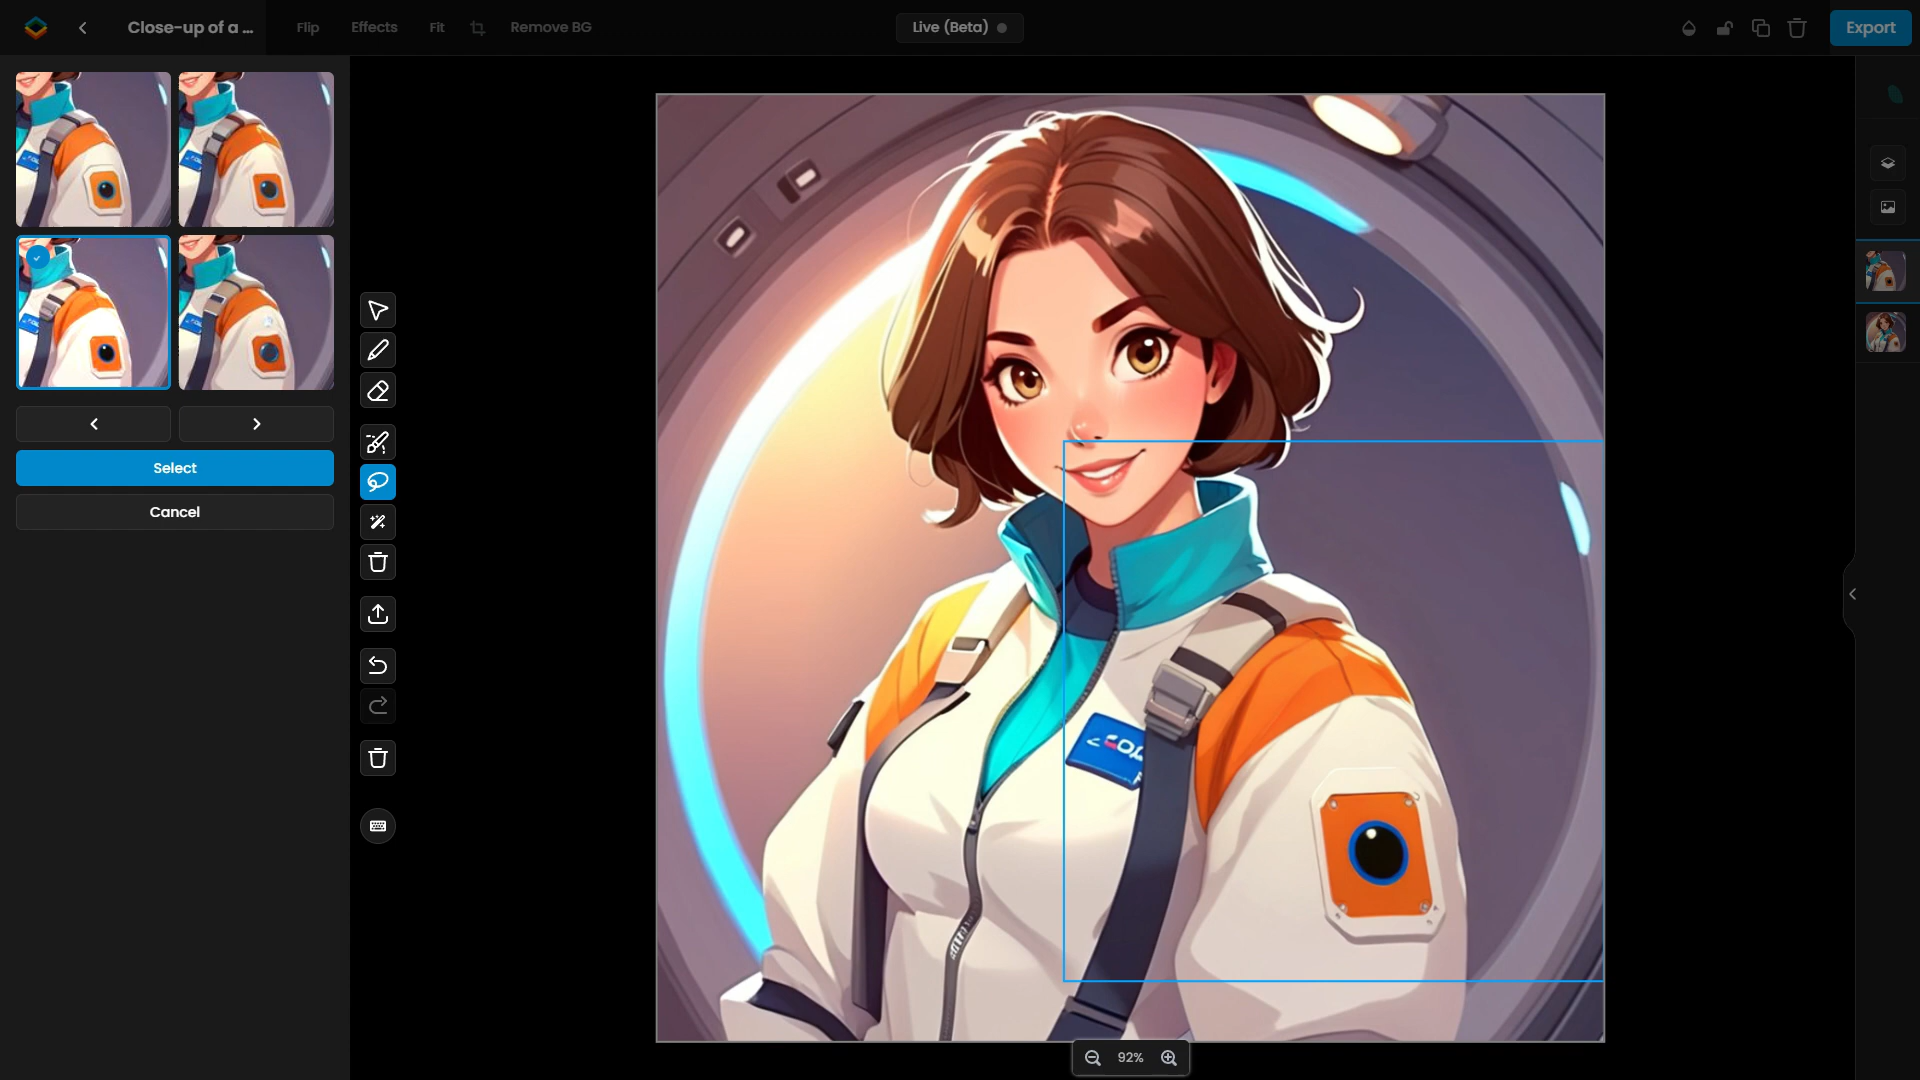 Close-up of a ...
Flip
Effects
Fit
Remove BG
Live (Beta)
Export
Select
Cancel
92%